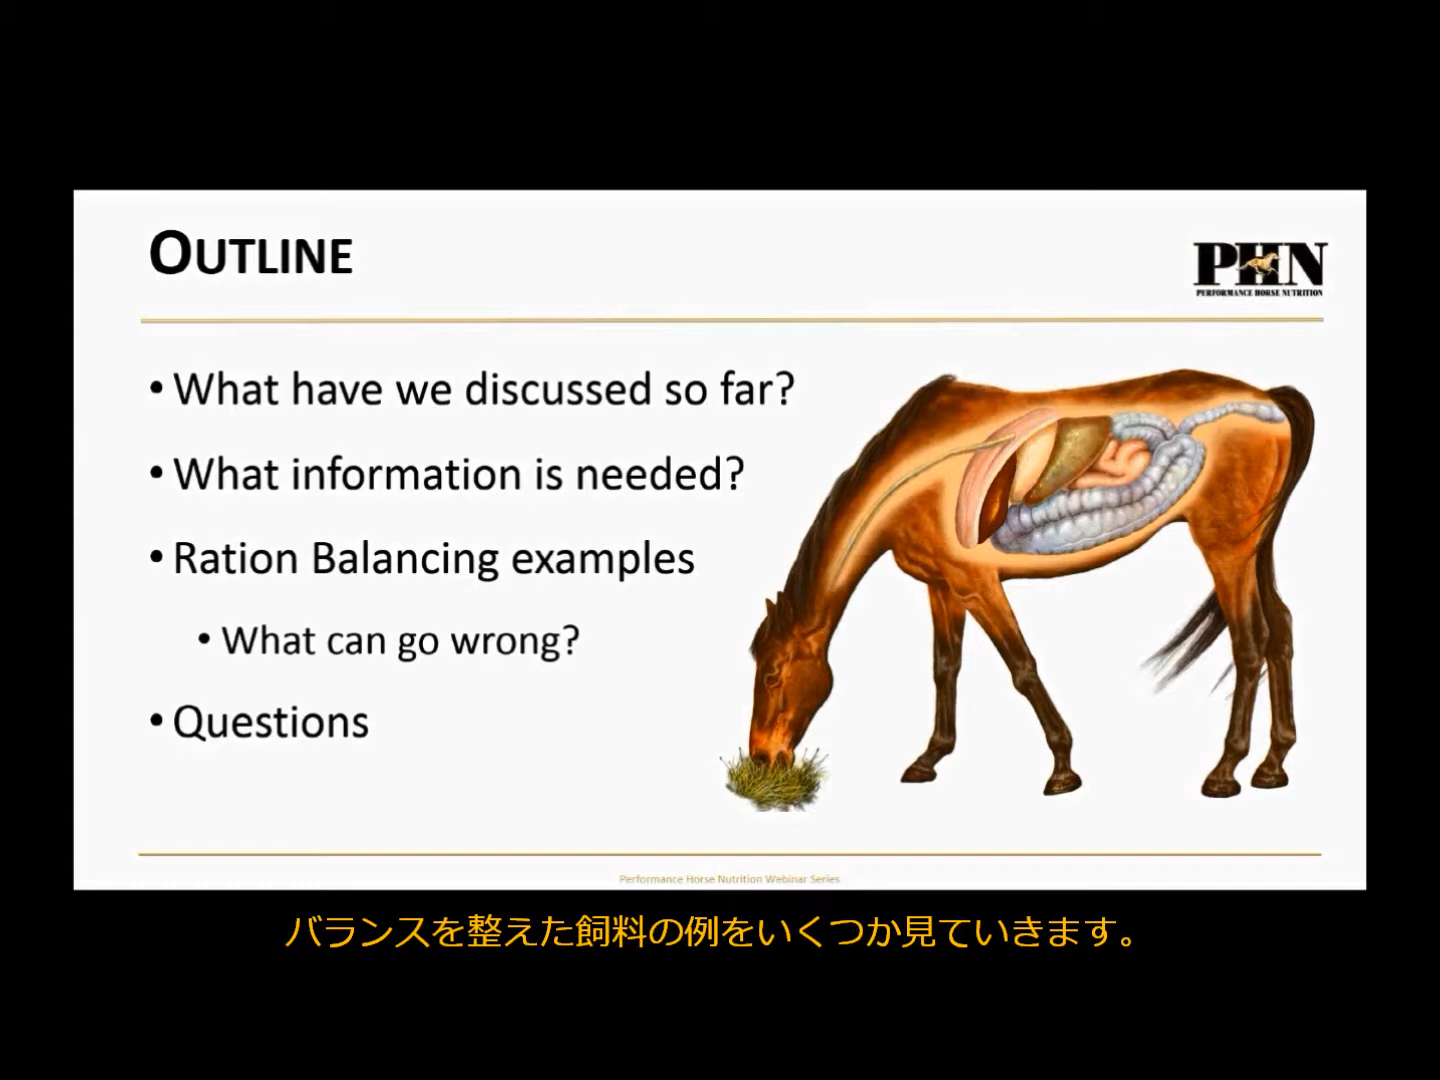 OUTLINE
PHN
PERFORMANCE HORSE NUTRITION
• What have we discussed so far?
• What information is needed?
• Ration Balancing examples
• What can go wrong?
• Questions
Performance Horse Nutrition Webinar Series
バランスを整えた飼料の例をいくつか見ていきます。